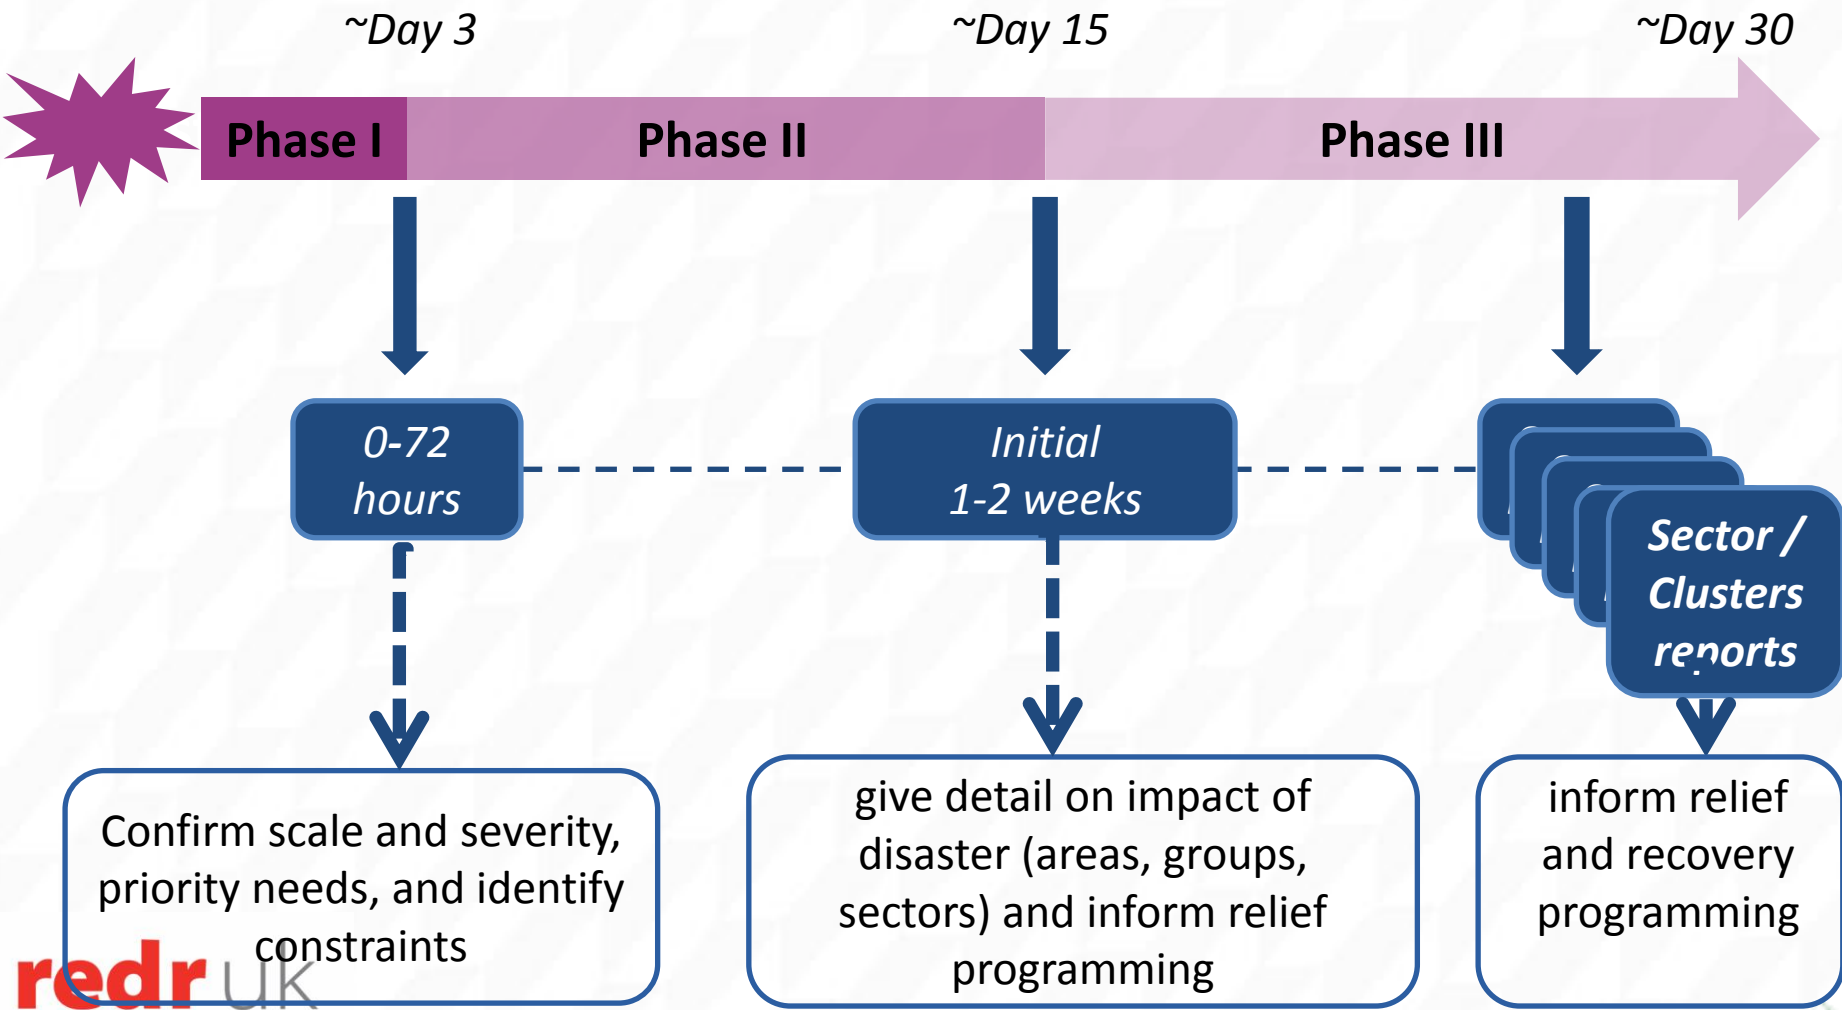 ~Day 3
~Day 15
~Day 30
Phase I
Phase II
Phase III
0-72
hours
Initial
1-2 weeks
Sector /
Clusters
reports
Confirm scale and severity,
priority needs, and identify
constraints
give detail on impact of
disaster (areas, groups,
sectors) and inform relief
programming
inform relief
and recovery
programming
redr uk